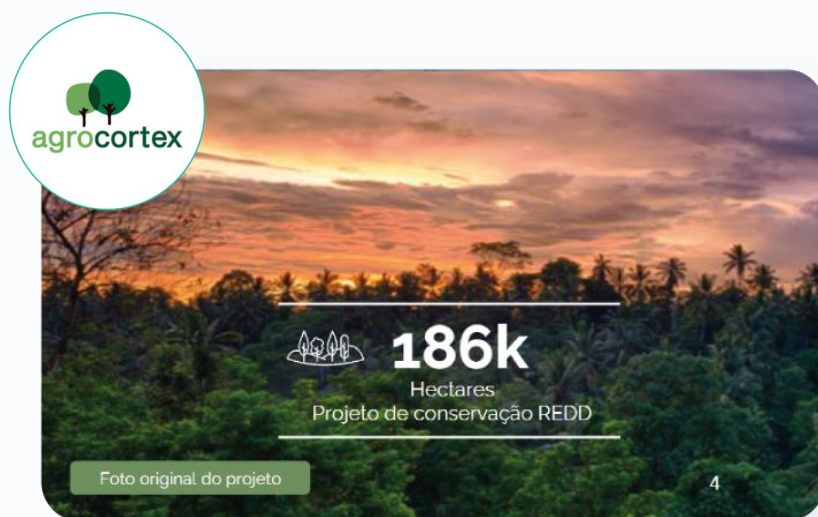 agrocortex
186k
Hectares
Projeto de conservação REDD
Foto original do projeto
4